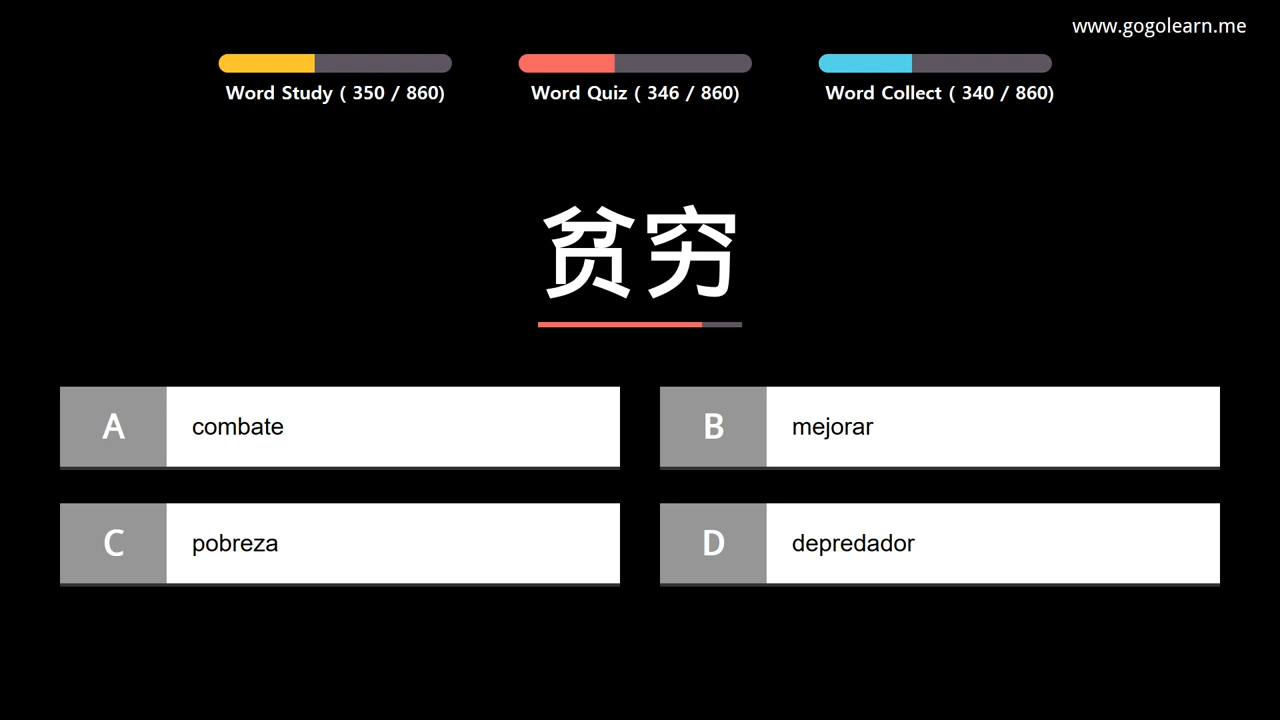 www.gogolearn.me
Word Study ( 350 / 860)
Word Quiz ( 346 / 860)
Word Collect ( 340 / 860)
贫穷
A combate
B mejorar
C pobreza
D depredador